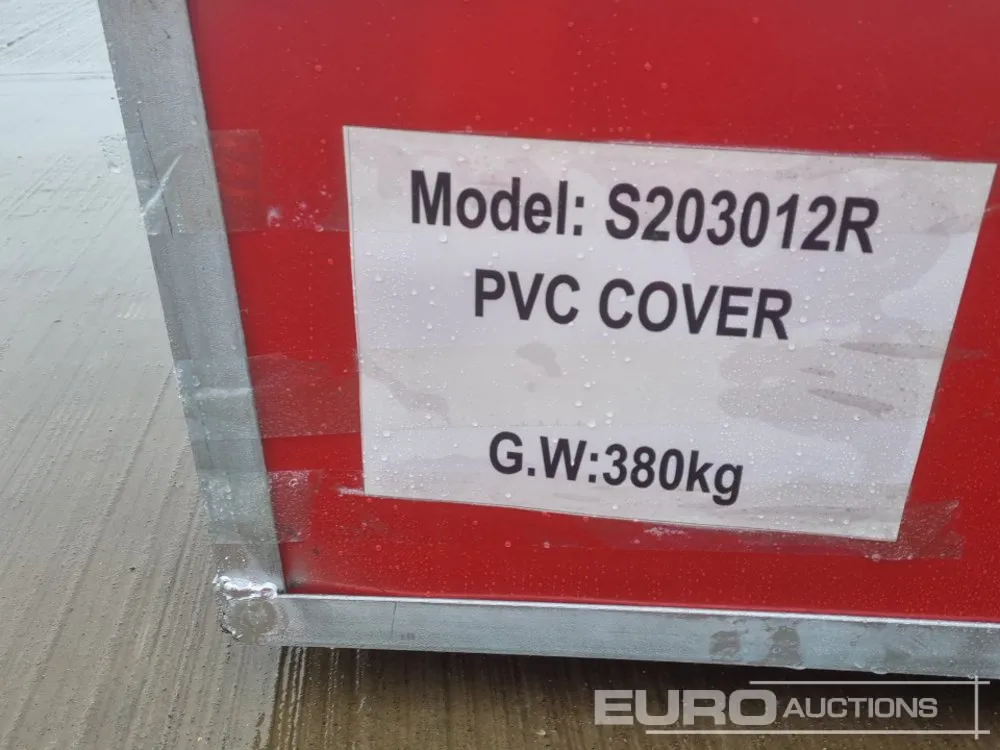 Model: S203012R
PVC COVER
G.W:380kg
EURO AUCTIONS